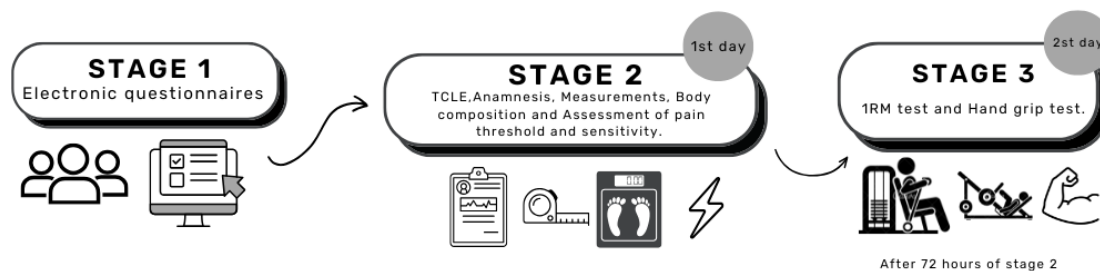 STAGE 1
Electronic questionnaires
1st day
STAGE 2
TCLE,Anamnesis, Measurements, Body
composition and Assessment of pain
threshold and sensitivity.
2st day
STAGE 3
1RM test and Hand grip test.
After 72 hours of stage 2